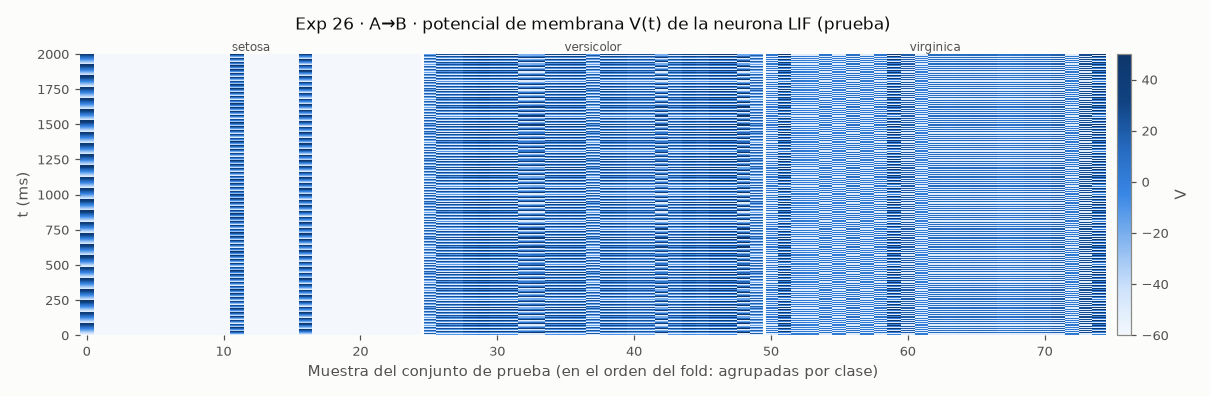 Exp 26 · A→B · potencial de membrana V(t) de la neurona LIF (prueba)
setosa versicolor virginica
2000
1750
1500
1250
1000
750
500
250
0
t (ms)
0 10 20 30 40 50 60 70
Muestra del conjunto de prueba (en el orden del fold: agrupadas por clase)
40
20
0
−20
−40
−60
V